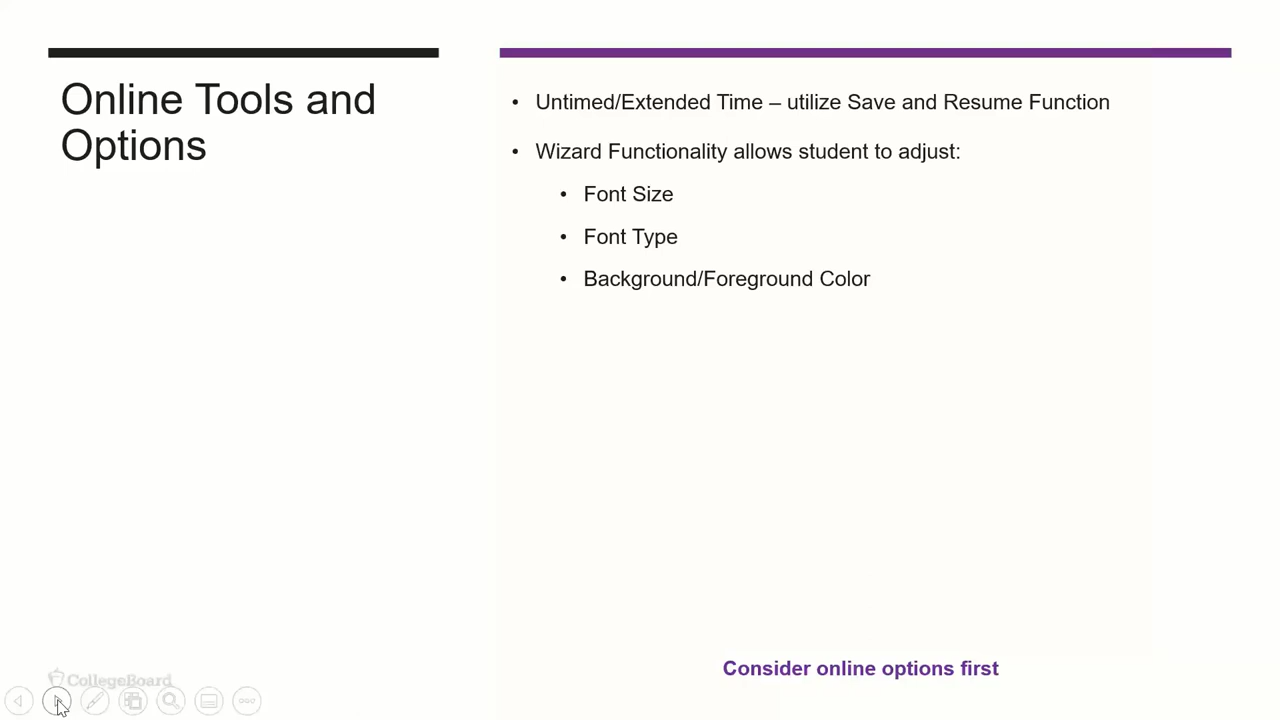 Online Tools and
Options
• Untimed/Extended Time – utilize Save and Resume Function
• Wizard Functionality allows student to adjust:
• Font Size
• Font Type
• Background/Foreground Color
Consider online options first
CollegeBoard